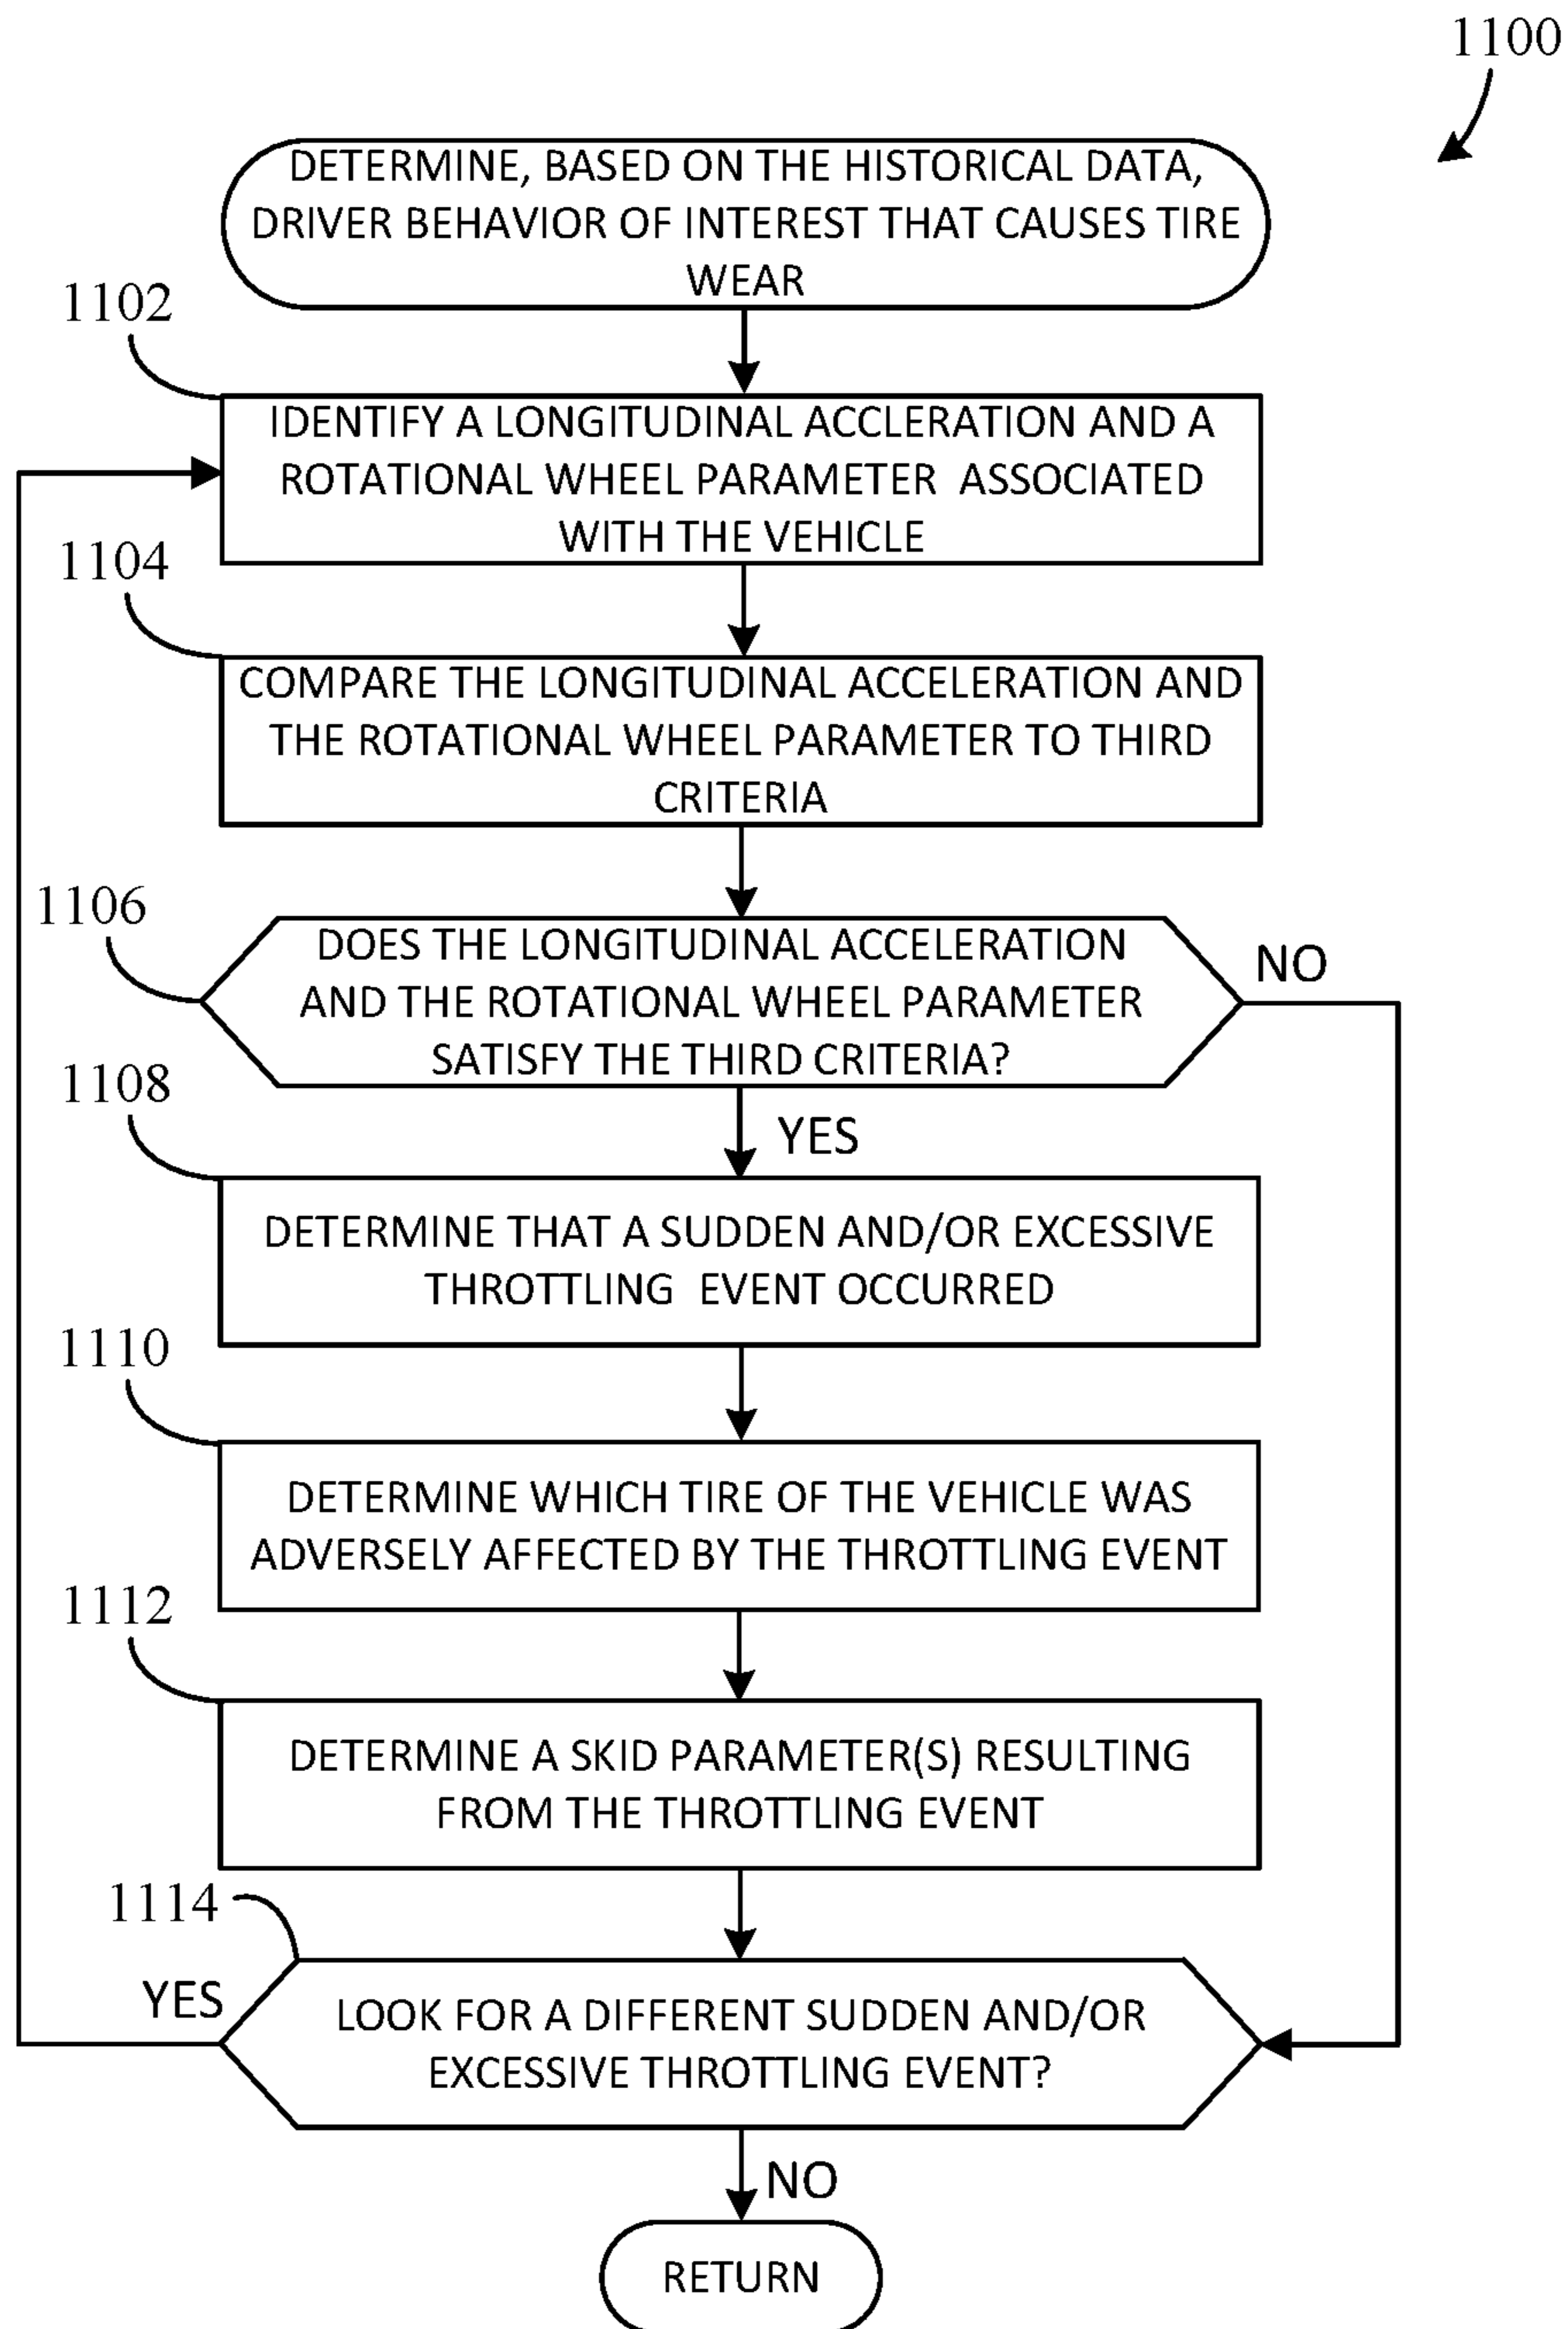 1100
DETERMINE, BASED ON THE HISTORICAL DATA,
DRIVER BEHAVIOR OF INTEREST THAT CAUSES TIRE
WEAR
1102
IDENTIFY A LONGITUDINAL ACCLERATION AND A
ROTATIONAL WHEEL PARAMETER ASSOCIATED
WITH THE VEHICLE
1104
COMPARE THE LONGITUDINAL ACCELERATION AND
THE ROTATIONAL WHEEL PARAMETER TO THIRD
CRITERIA
1106
DOES THE LONGITUDINAL ACCELERATION
AND THE ROTATIONAL WHEEL PARAMETER
SATISFY THE THIRD CRITERIA?
NO
YES
1108
DETERMINE THAT A SUDDEN AND/OR EXCESSIVE
THROTTLING EVENT OCCURRED
1110
DETERMINE WHICH TIRE OF THE VEHICLE WAS
ADVERSELY AFFECTED BY THE THROTTLING EVENT
1112
DETERMINE A SKID PARAMETER(S) RESULTING
FROM THE THROTTLING EVENT
1114
YES
LOOK FOR A DIFFERENT SUDDEN AND/OR
EXCESSIVE THROTTLING EVENT?
NO
RETURN